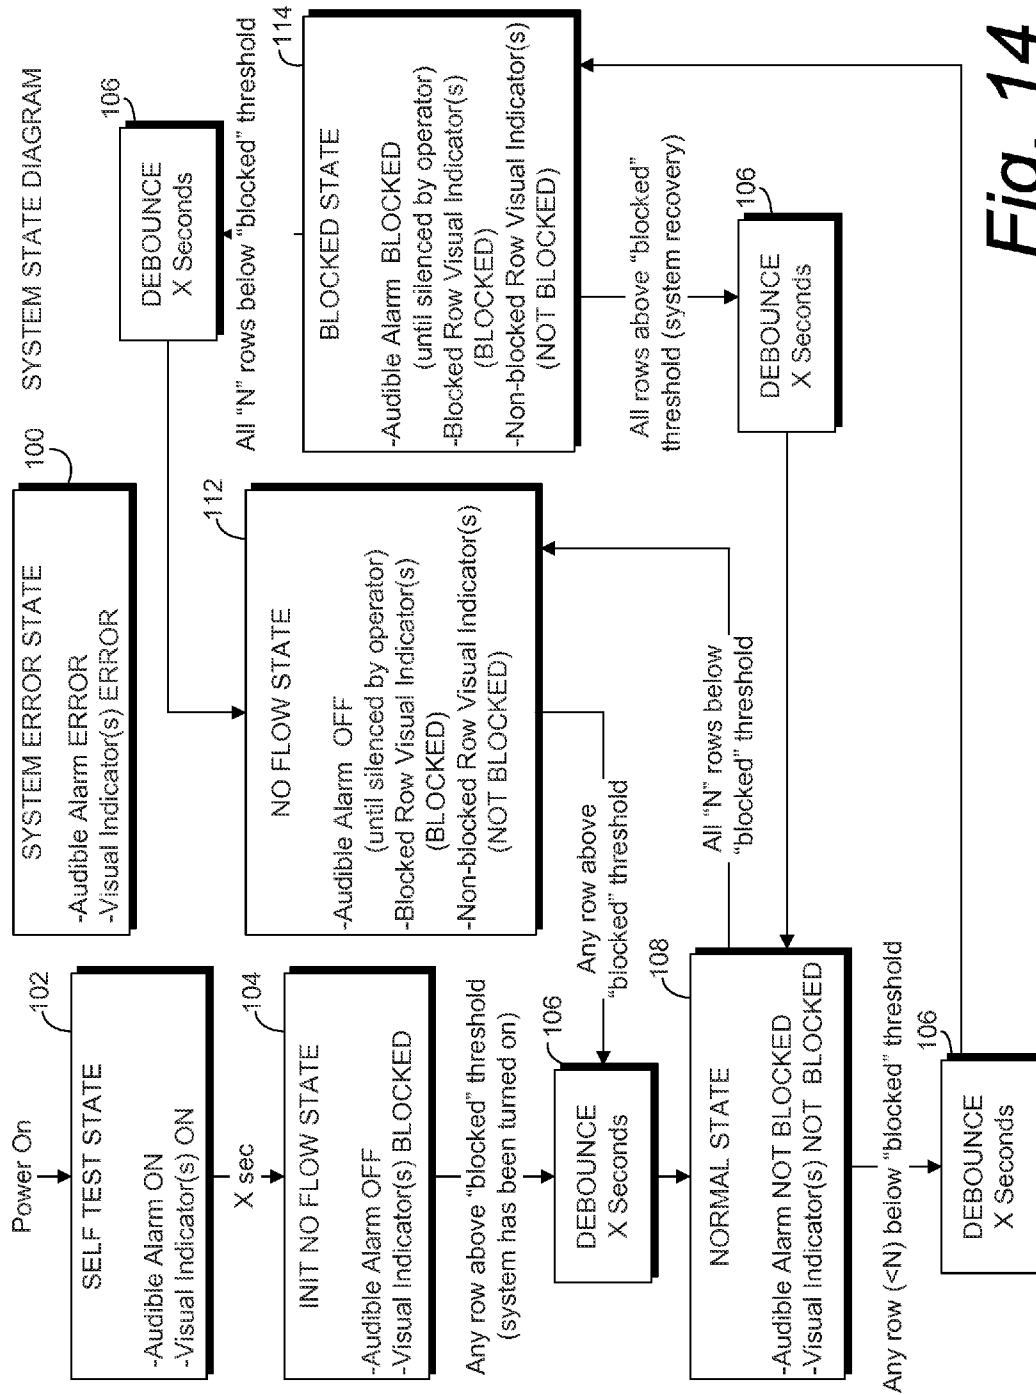 SYSTEM STATE DIAGRAM
Power On
102
SELF TEST STATE
-Audible Alarm ON
-Visual Indicator(s) ON
X sec
104
INIT NO FLOW STATE
-Audible Alarm OFF
-Visual Indicator(s) BLOCKED
Any row above "blocked" threshold
(system has been turned on)
106
DEBOUNCE
X Seconds
108
NORMAL STATE
-Audible Alarm NOT BLOCKED
-Visual Indicator(s) NOT BLOCKED
Any row (<N) below "blocked" threshold
106
DEBOUNCE
X Seconds
100
SYSTEM ERROR STATE
-Audible Alarm ERROR
-Visual Indicator(s) ERROR
112
NO FLOW STATE
-Audible Alarm OFF
(until silenced by operator)
-Blocked Row Visual Indicator(s)
(BLOCKED)
-Non-blocked Row Visual Indicator(s)
(NOT BLOCKED)
Any row above
"blocked" threshold
All "N" rows below
"blocked" threshold
106
DEBOUNCE
X Seconds
All "N" rows below "blocked" threshold
114
BLOCKED STATE
-Audible Alarm BLOCKED
(until silenced by operator)
-Blocked Row Visual Indicator(s)
(BLOCKED)
-Non-blocked Row Visual Indicator(s)
(NOT BLOCKED)
All rows above "blocked"
threshold (system recovery)
106
DEBOUNCE
X Seconds
Fig. 14